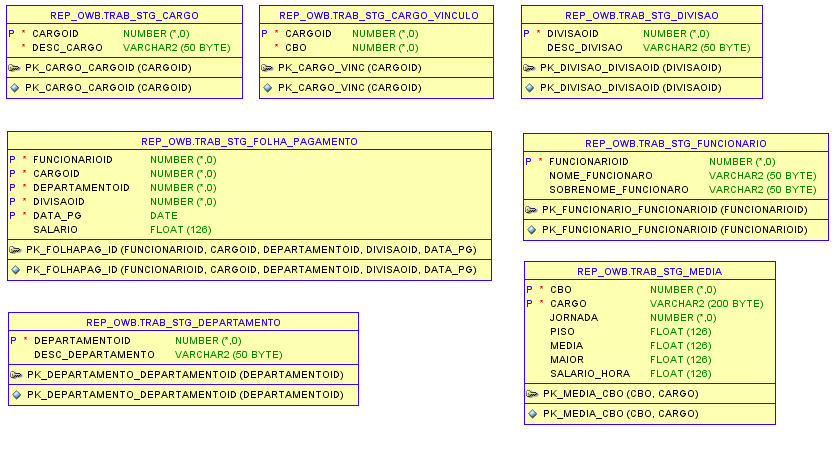 REP_OWB.TRAB_STG_CARGO
P * CARGOID NUMBER (*,0)
* DESC_CARGO VARCHAR2 (50 BYTE)
PK_CARGO_CARGOID (CARGOID)
PK_CARGO_CARGOID (CARGOID)
REP_OWB.TRAB_STG_CARGO_VINCULO
P * CARGOID NUMBER (*,0)
* CBO NUMBER (*,0)
PK_CARGO_VINC (CARGOID)
PK_CARGO_VINC (CARGOID)
REP_OWB.TRAB_STG_DIVISAO
P * DIVISAOID NUMBER (*,0)
DESC_DIVISAO VARCHAR2 (50 BYTE)
PK_DIVISAO_DIVISAOID (DIVISAOID)
PK_DIVISAO_DIVISAOID (DIVISAOID)
REP_OWB.TRAB_STG_FOLHA_PAGAMENTO
P * FUNCIONARIOID NUMBER (*,0)
P * CARGOID NUMBER (*,0)
P * DEPARTAMENTOID NUMBER (*,0)
P * DIVISAOID NUMBER (*,0)
P * DATA_PG DATE
SALARIO FLOAT (126)
PK_FOLHAPAG_ID (FUNCIONARIOID, CARGOID, DEPARTAMENTOID, DIVISAOID, DATA_PG)
PK_FOLHAPAG_ID (FUNCIONARIOID, CARGOID, DEPARTAMENTOID, DIVISAOID, DATA_PG)
REP_OWB.TRAB_STG_FUNCIONARIO
P * FUNCIONARIOID NUMBER (*,0)
NOME_FUNCIONARO VARCHAR2 (50 BYTE)
SOBRENOME_FUNCIONARO VARCHAR2 (50 BYTE)
PK_FUNCIONARIO_FUNCIONARIOID (FUNCIONARIOID)
PK_FUNCIONARIO_FUNCIONARIOID (FUNCIONARIOID)
REP_OWB.TRAB_STG_MEDIA
P * CBO NUMBER (*,0)
P * CARGO VARCHAR2 (200 BYTE)
JORNADA NUMBER (*,0)
PISO FLOAT (126)
MEDIA FLOAT (126)
MAIOR FLOAT (126)
SALARIO_HORA FLOAT (126)
PK_MEDIA_CBO (CBO, CARGO)
PK_MEDIA_CBO (CBO, CARGO)
REP_OWB.TRAB_STG_DEPARTAMENTO
P * DEPARTAMENTOID NUMBER (*,0)
DESC_DEPARTAMENTO VARCHAR2 (50 BYTE)
PK_DEPARTAMENTO_DEPARTAMENTOID (DEPARTAMENTOID)
PK_DEPARTAMENTO_DEPARTAMENTOID (DEPARTAMENTOID)